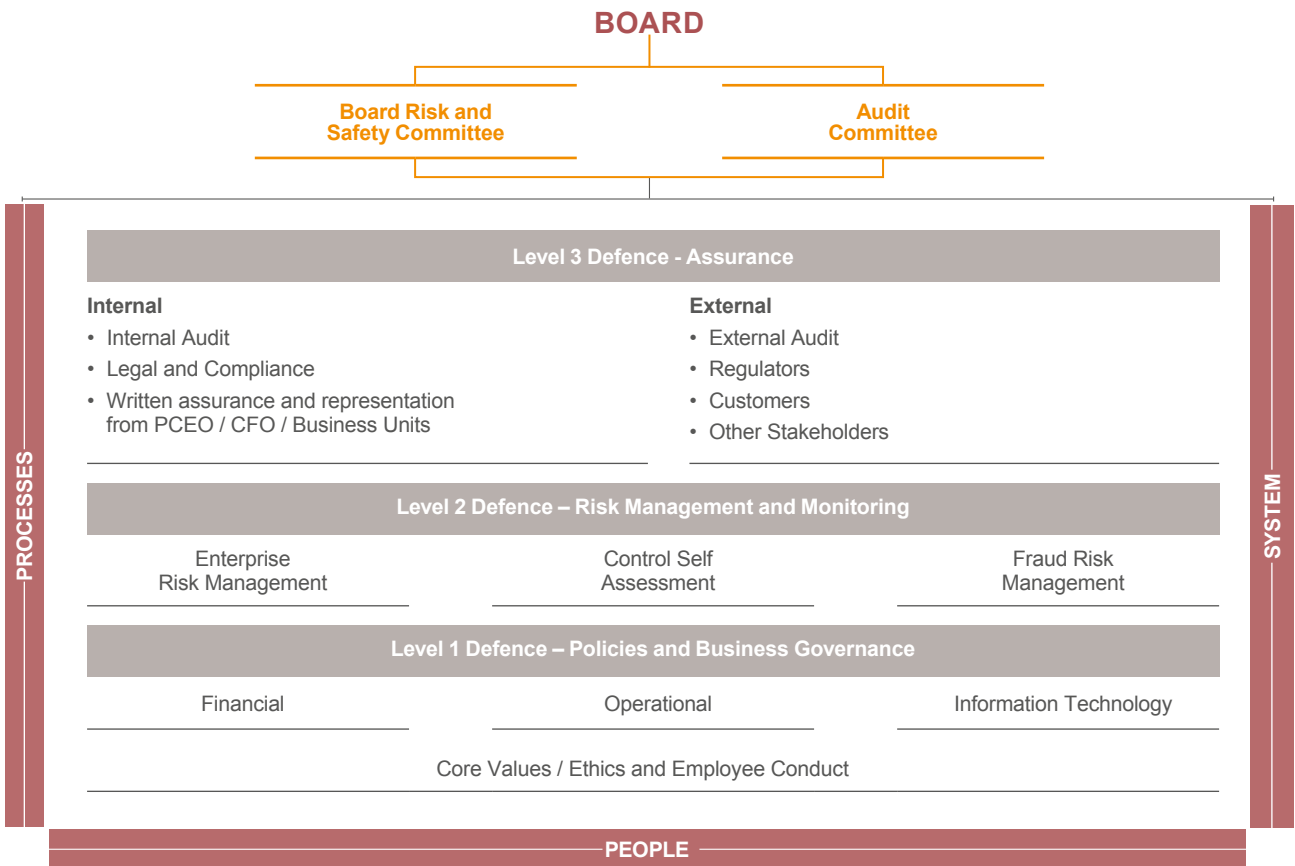 BOARD
Board Risk and
Safety Committee
Audit
Committee
Level 3 Defence - Assurance
Internal
• Internal Audit
• Legal and Compliance
• Written assurance and representation
from PCEO / CFO / Business Units
External
• External Audit
• Regulators
• Customers
• Other Stakeholders
Level 2 Defence – Risk Management and Monitoring
Enterprise
Risk Management
Control Self
Assessment
Fraud Risk
Management
Level 1 Defence – Policies and Business Governance
Financial
Operational
Information Technology
Core Values / Ethics and Employee Conduct
PROCESSES
SYSTEM
PEOPLE